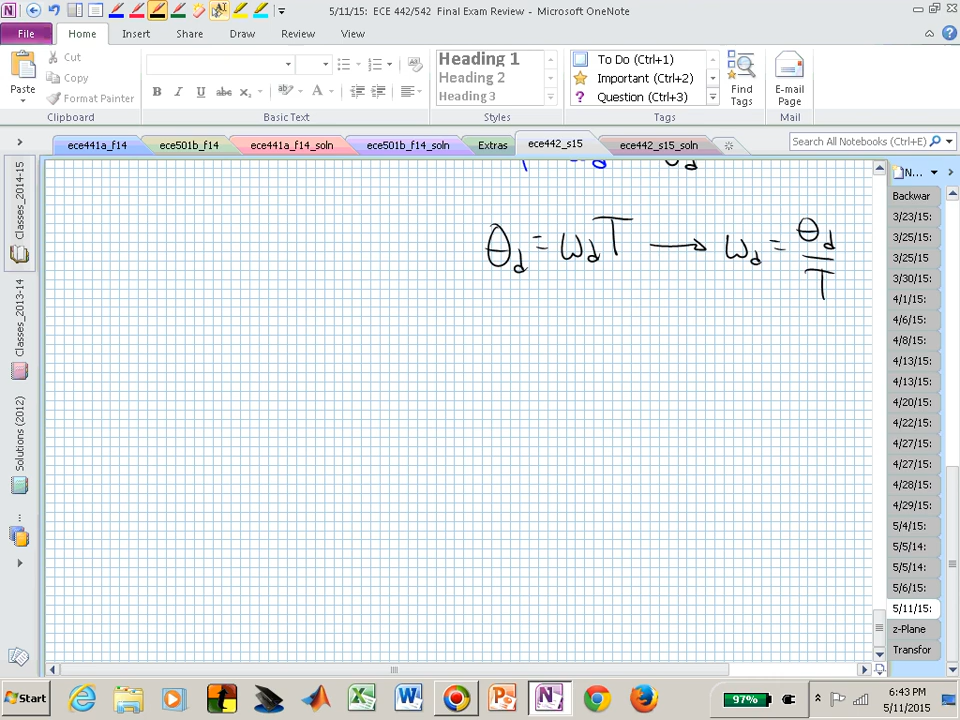 5/11/15: ECE 442/542 Final Exam Review - Microsoft OneNote
File Home Insert Share Draw Review View
Paste Cut Copy Format Painter
Heading 1
Heading 2
Heading 3
To Do (Ctrl+1)
Important (Ctrl+2)
Question (Ctrl+3)
Find Tags
E-mail Page
B I U abc x₂ A
Clipboard Basic Text Styles Tags Mail
ece441a_f14 ece501b_f14 ece441a_f14_soln ece501b_f14_soln Extras ece442_s15 ece442_s15_soln Search All Notebooks (Ctrl+E)
Classes_2014-15
Classes_2013-14
Solutions (2012)
θd = ωdT → ωd = θd/T
N...
Backwar
3/23/15:
3/25/15:
3/25/15
3/30/15:
4/1/15:
4/6/15:
4/8/15:
4/13/15:
4/13/15:
4/20/15:
4/22/15:
4/27/15:
4/27/15:
4/28/15:
4/29/15:
5/4/15:
5/5/14:
5/5/14:
5/6/15:
5/11/15:
z-Plane
Transfor
Start 97% 6:43 PM
5/11/2015